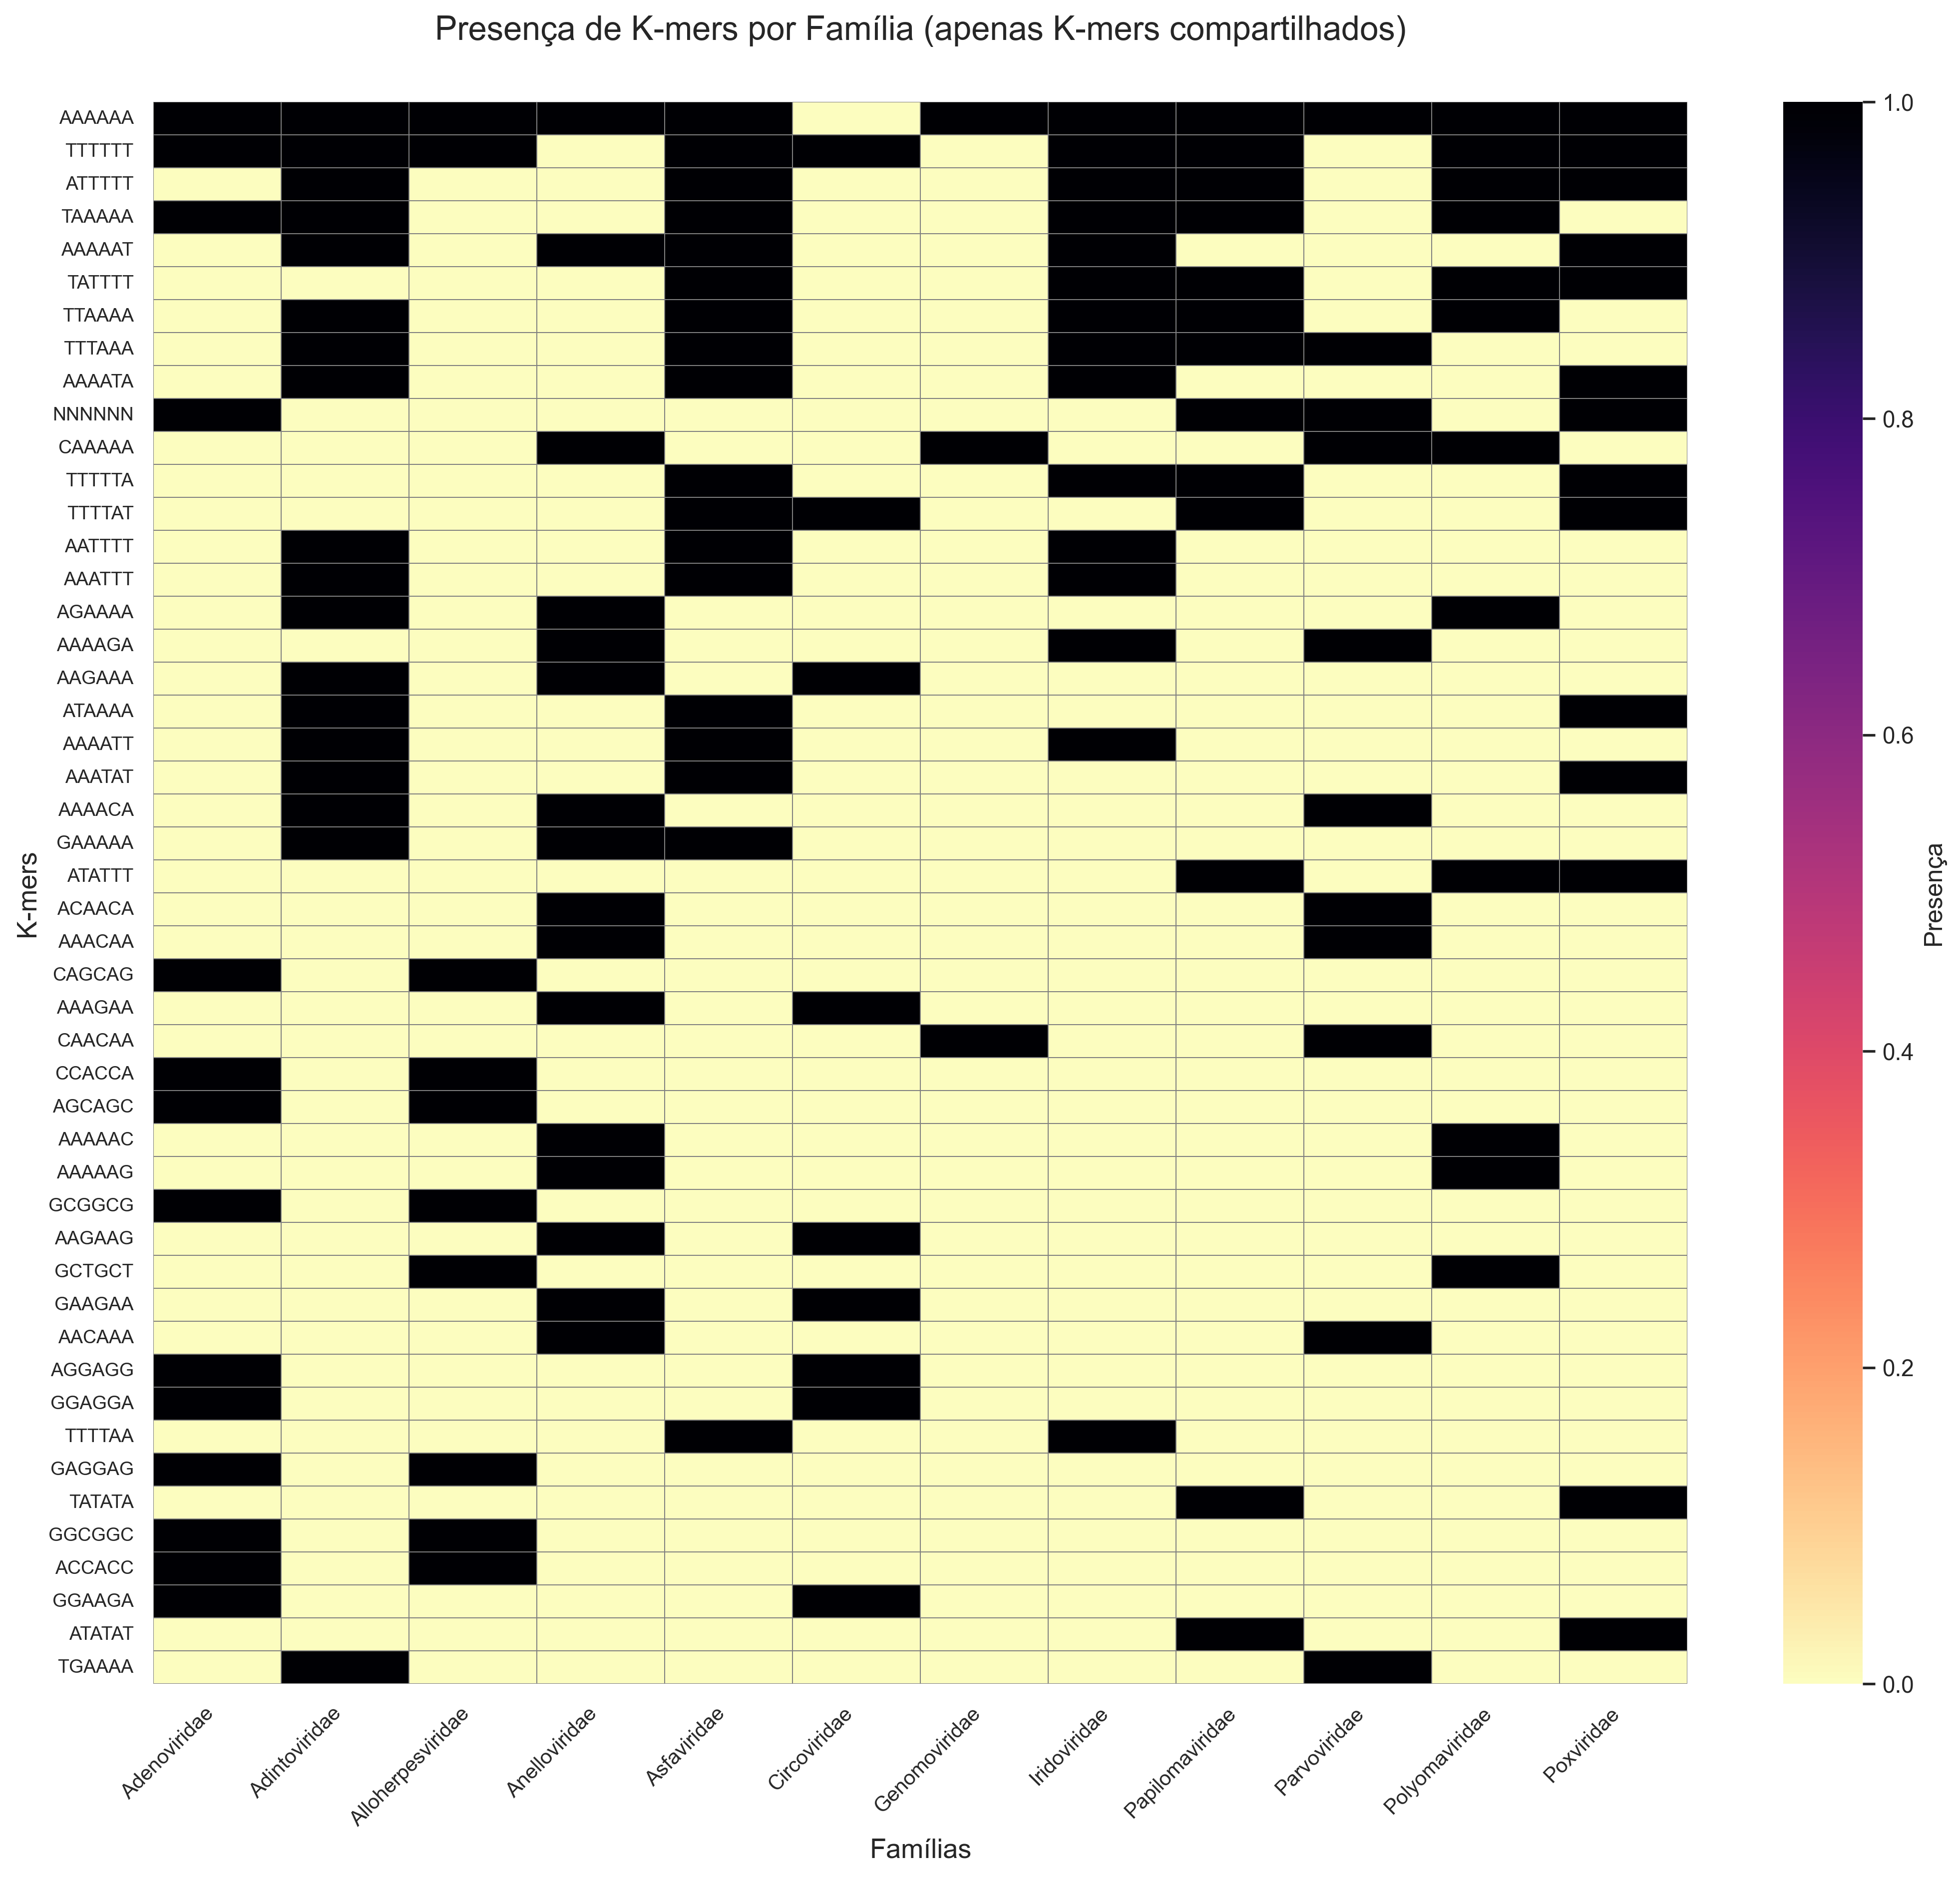 Presença de K-mers por Família (apenas K-mers compartilhados)
K-mers
AAAAAA
TTTTTT
ATTTTT
TAAAAA
AAAAAT
TATTTT
TTAAAA
TTTAAA
AAAATA
NNNNNN
CAAAAA
TTTTTA
TTTTAT
AATTTT
AAATTT
AGAAAA
AAAAGA
AAGAAA
ATAAAA
AAAATT
AAATAT
AAAACA
GAAAAA
ATATTT
ACAACA
AAACAA
CAGCAG
AAAGAA
CAACAA
CCACCA
AGCAGC
AAAAAC
AAAAAG
GCGGCG
AAGAAG
GCTGCT
GAAGAA
AACAAA
AGGAGG
GGAGGA
TTTTAA
GAGGAG
TATATA
GGCGGC
ACCACC
GGAAGA
ATATAT
TGAAAA
Adenoviridae
Adintoviridae
Alloherpesviridae
Anelloviridae
Asfaviridae
Circoviridae
Genomoviridae
Iridoviridae
Papilomaviridae
Parvoviridae
Polyomaviridae
Poxviridae
Famílias
1.0
0.8
0.6
0.4
0.2
0.0
Presença